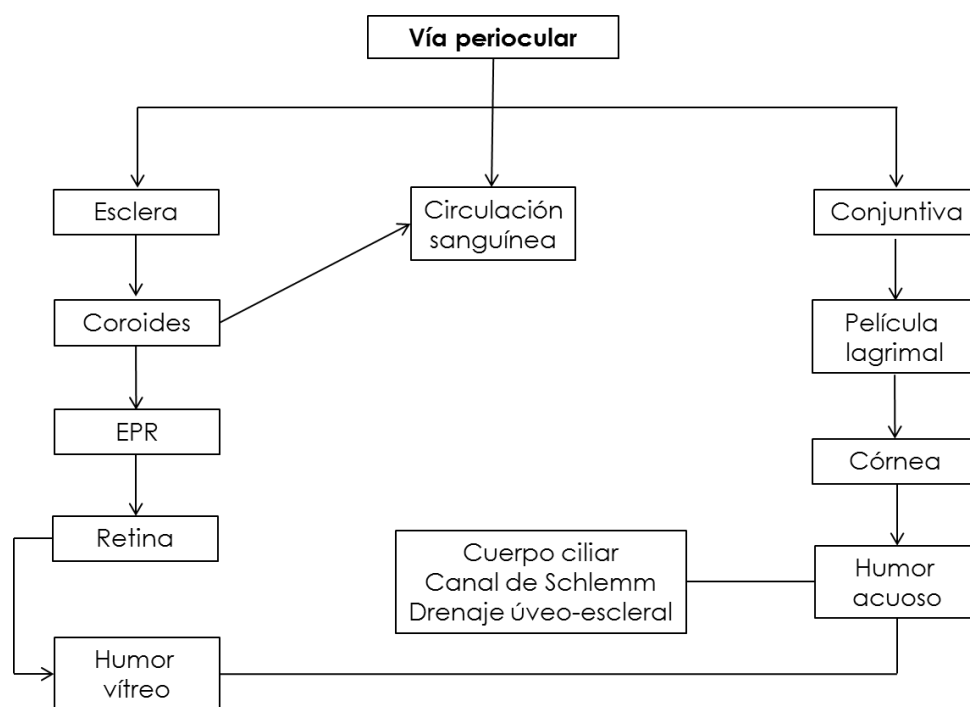 Vía periocular
Esclera
Circulación
sanguínea
Conjuntiva
Coroides
Película
lagrimal
EPR
Córnea
Retina
Cuerpo ciliar
Canal de Schlemm
Drenaje úveo-escleral
Humor
acuoso
Humor
vítreo